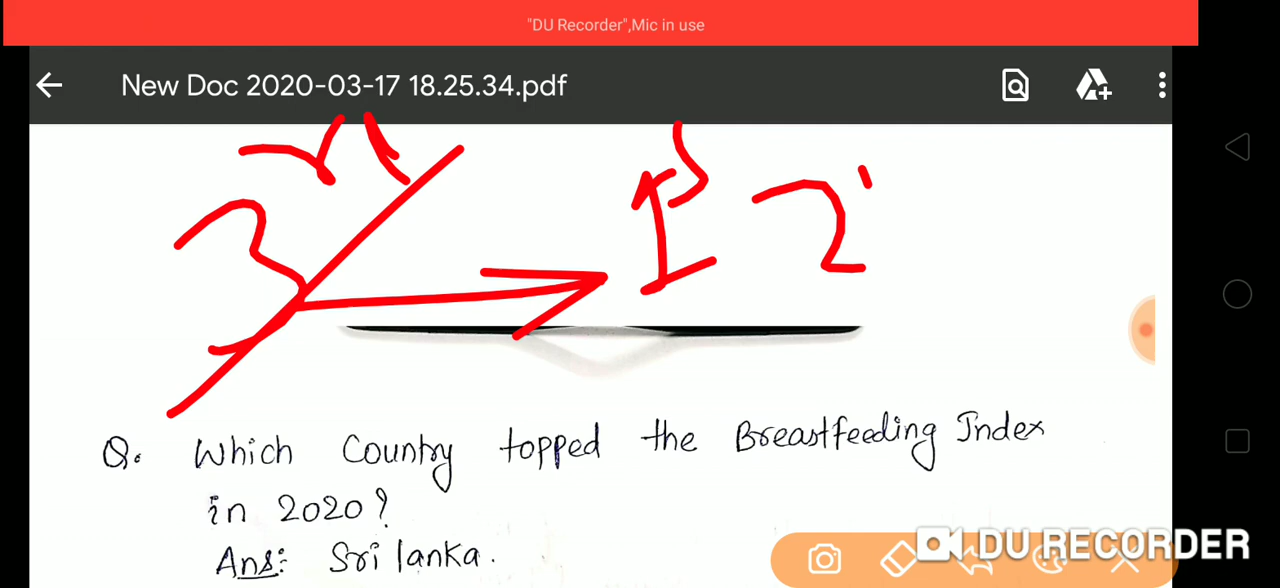 "DU Recorder",Mic in use
New Doc 2020-03-17 18.25.34.pdf
Q. Which Country topped the Breastfeeding Index
in 2020?
Ans: Sri lanka.
DU RECORDER